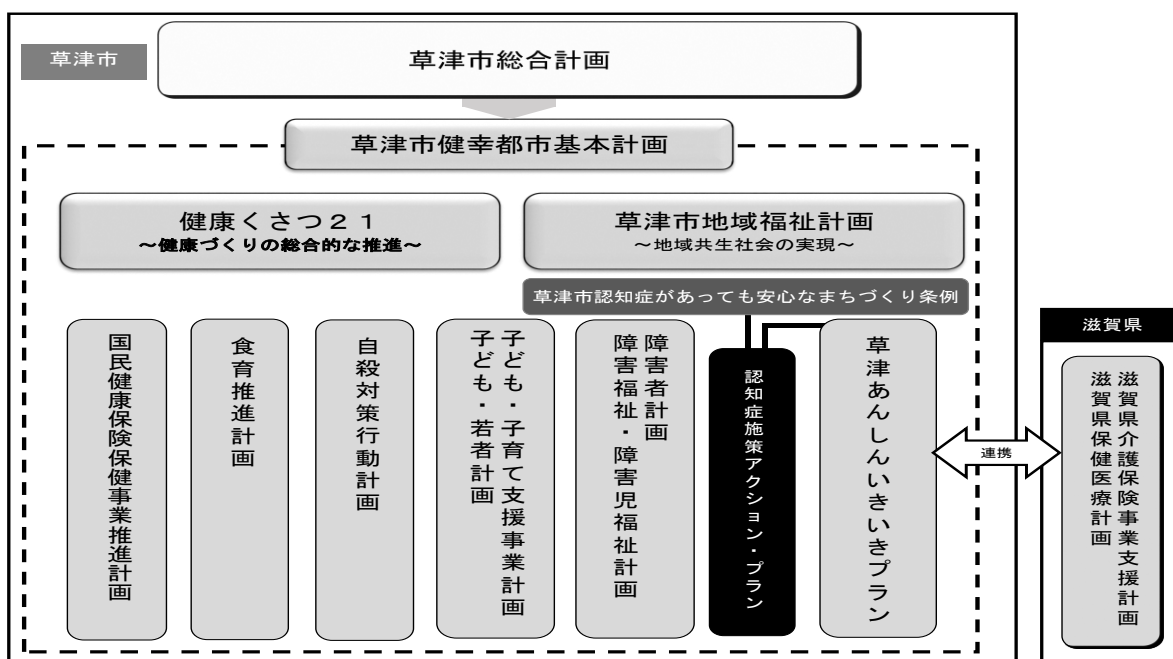 草津市
草津市総合計画
草津市健幸都市基本計画
健康くさつ２１
～健康づくりの総合的な推進～
草津市地域福祉計画
～地域共生社会の実現～
草津市認知症があっても安心なまちづくり条例
国民健康保険保健事業推進計画
食育推進計画
自殺対策行動計画
子ども・子育て支援事業計画
子ども・若者計画
障害者計画
障害福祉・障害児福祉計画
認知症施策アクション・プラン
草津あんしんいきいきプラン
連携
滋賀県
滋賀県介護保険事業支援計画
滋賀県保健医療計画